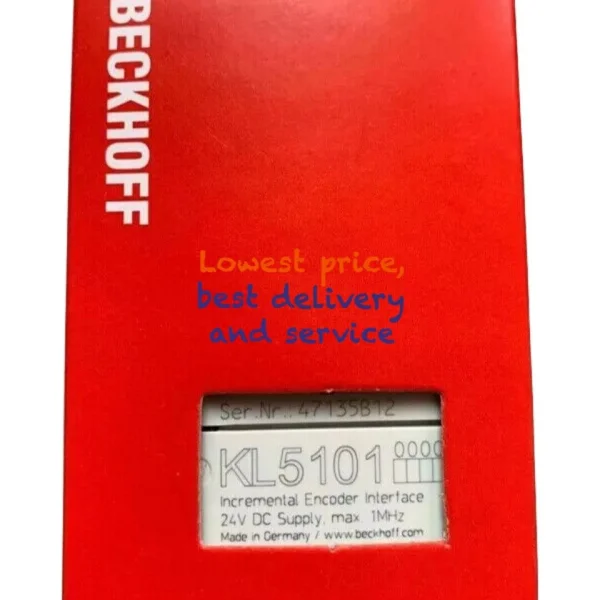 BECKHOFF
Lowest price,
best delivery
and service
Ser.Nr.: 47135B12
KL5101
0000
Incremental Encoder Interface
24V DC Supply, max. 1MHz
Made in Germany / www.beckhoff.com